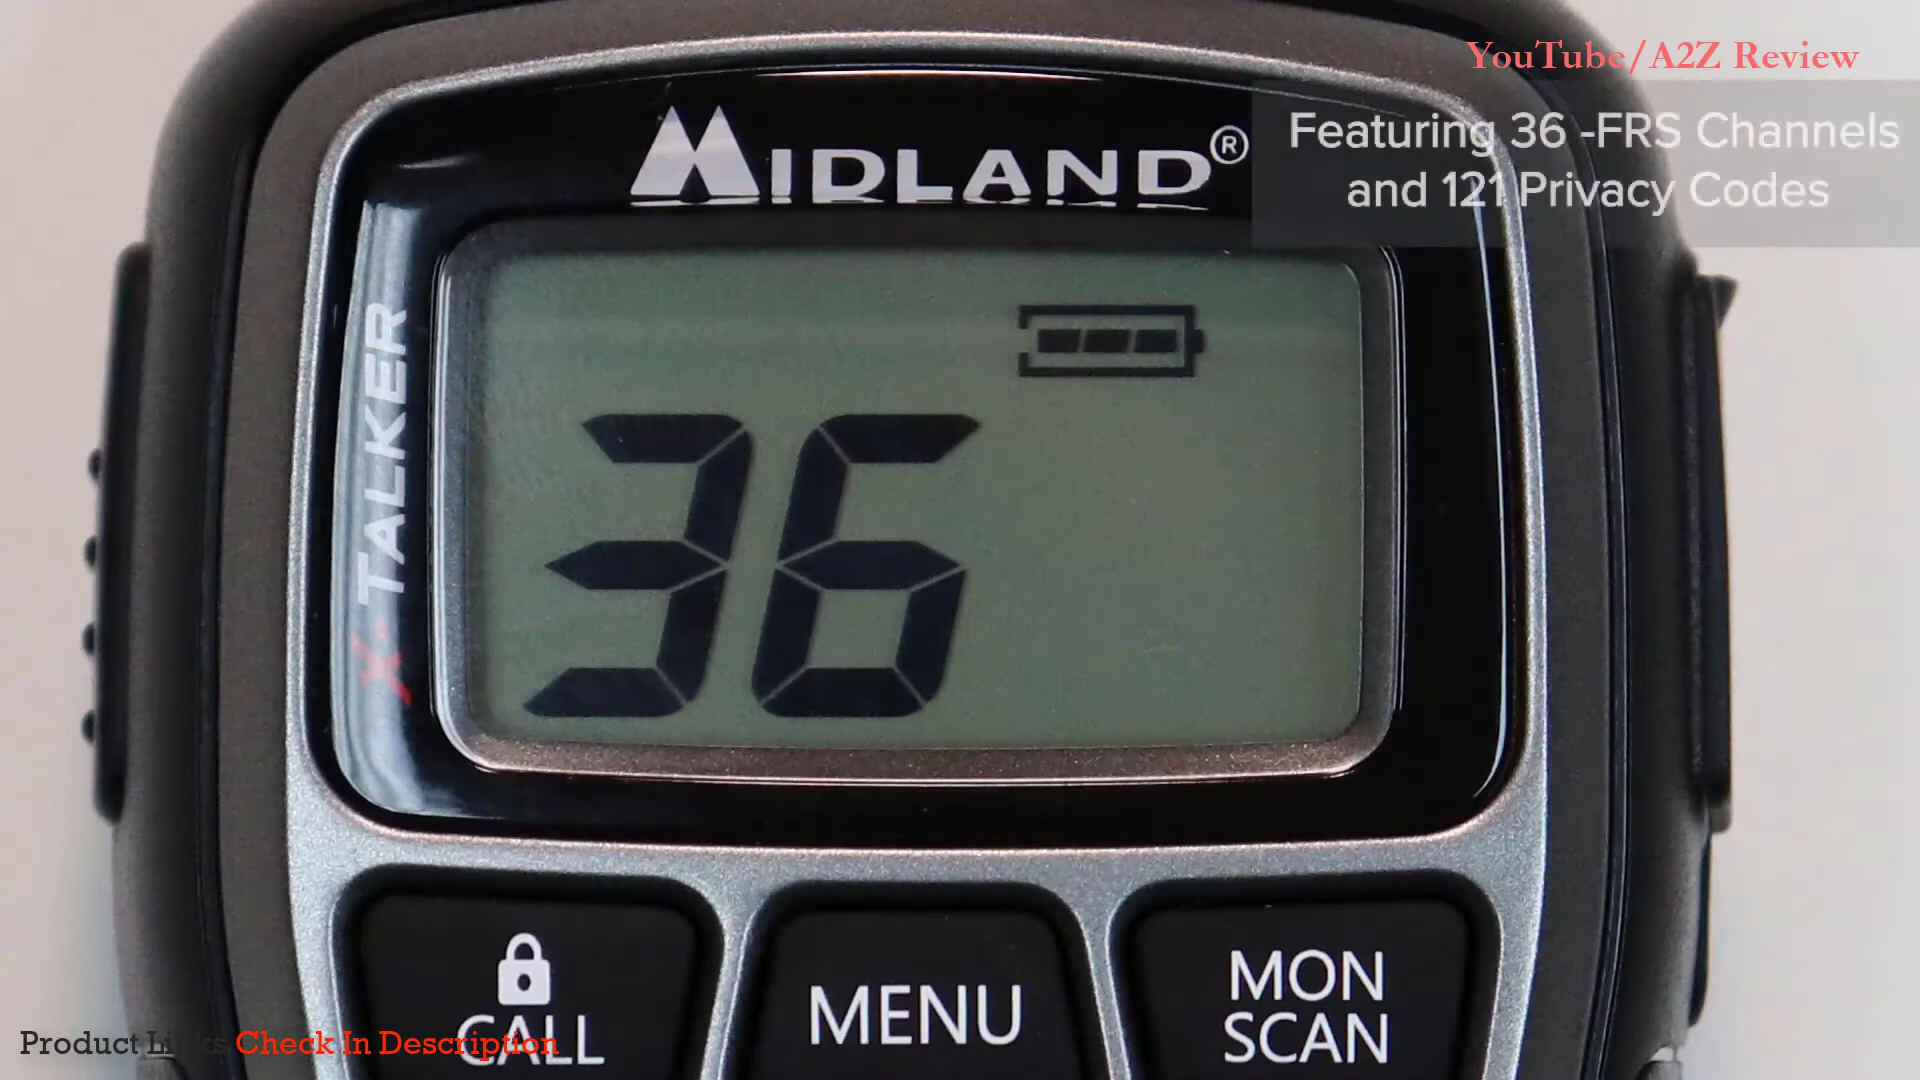 YouTube/A2Z Review
Featuring 36 -FRS Channels
and 121 Privacy Codes
MIDLAND®
X-TALKER
36
CALL
MENU
MON
SCAN
Product Links Check In Description